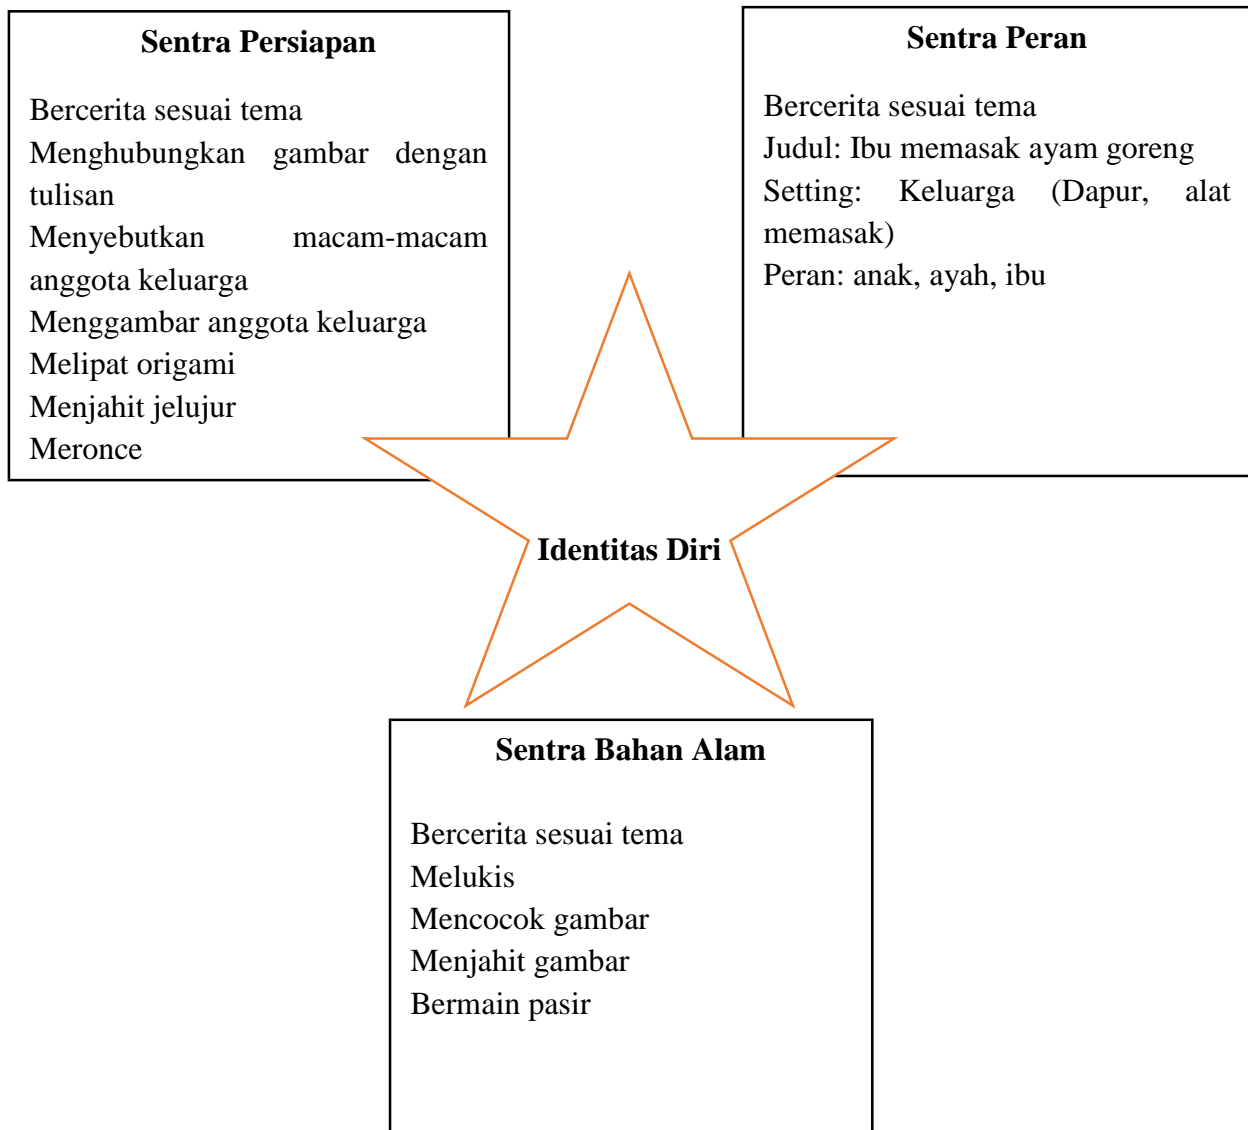 Sentra Persiapan
Bercerita sesuai tema
Menghubungkan gambar dengan
tulisan
Menyebutkan macam-macam
anggota keluarga
Menggambar anggota keluarga
Melipat origami
Menjahit jelujur
Meronce
Sentra Peran
Bercerita sesuai tema
Judul: Ibu memasak ayam goreng
Setting: Keluarga (Dapur, alat
memasak)
Peran: anak, ayah, ibu
Identitas Diri
Sentra Bahan Alam
Bercerita sesuai tema
Melukis
Mencocok gambar
Menjahit gambar
Bermain pasir